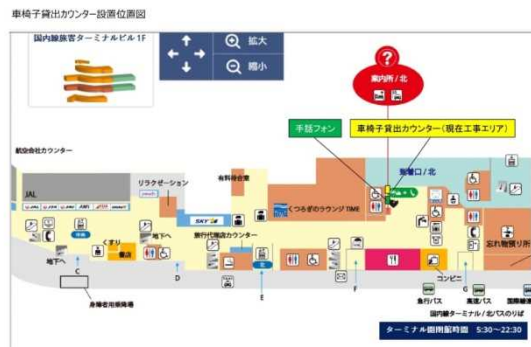 車椅子貸出カウンター設置位置図
国内線旅客ターミナルビル 1F
拡大
縮小
?
案内所/北
手話フォン
車椅子貸出カウンター(現在工事エリア)
航空会社カウンター
到着口/北
JAL
リラクゼーション
有料待合室
くつろぎのラウンジTIME
SKY
旅行代理店カウンター
地下へ
くすり
売店
地下へ
忘れ物預り所
コンビニ
C
D
E
F
G
身障者用乗降場
急行バス
高速バス
国内線ターミナル/北バスのりば
ターミナル開館時間 5:30~22:30